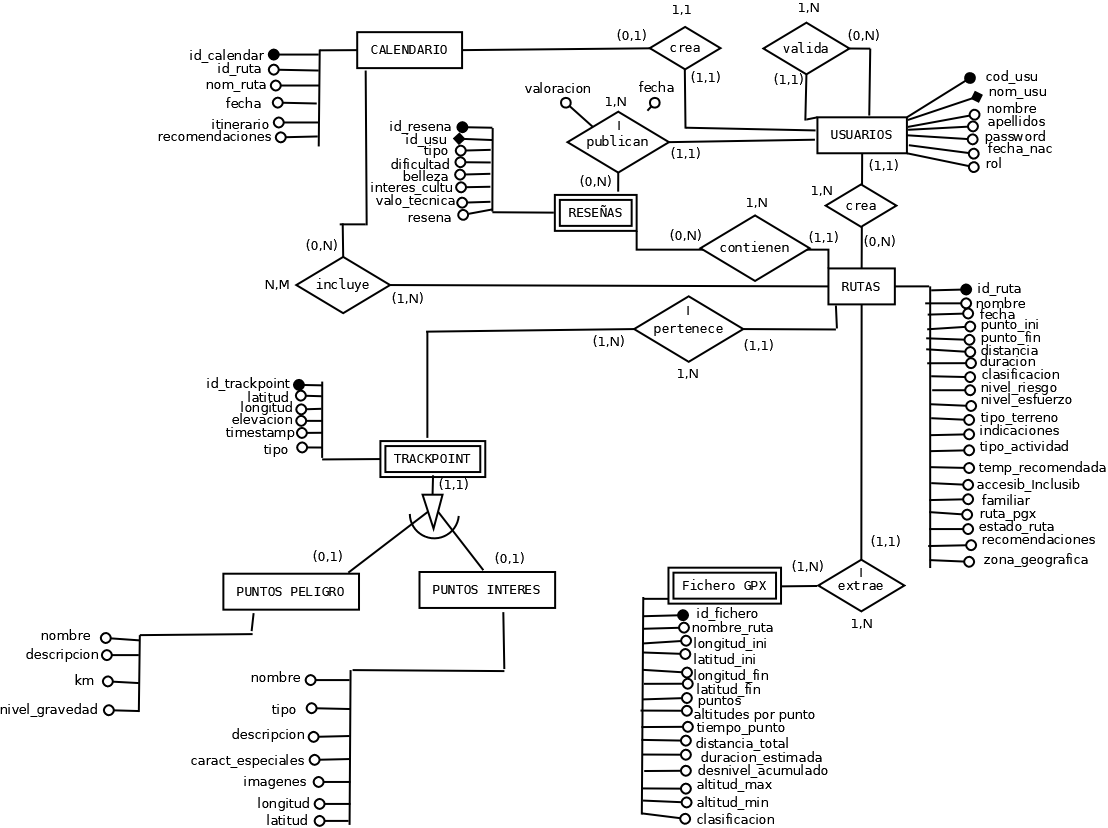 1,1
1,N
CALENDARIO
(0,1)
crea
(1,1)
valida
(0,N)
(1,1)
id_calendar
id_ruta
nom_ruta
fecha
itinerario
recomendaciones
valoracion
fecha
1,N
I
publican
(1,1)
(0,N)
USUARIOS
cod_usu
nom_usu
nombre
apellidos
password
fecha_nac
rol
id_resena
id_usu
tipo
dificultad
belleza
interes_cultu
valo_tecnica
resena
RESEÑAS
(1,1)
1,N
crea
(0,N)
1,N
(0,N)
contienen
(1,1)
(0,N)
N,M
incluye
(1,N)
RUTAS
id_ruta
nombre
fecha
punto_ini
punto_fin
distancia
duracion
clasificacion
nivel_riesgo
nivel_esfuerzo
tipo_terreno
indicaciones
tipo_actividad
temp_recomendada
accesib_Inclusib
familiar
ruta_pgx
estado_ruta
recomendaciones
zona_geografica
I
pertenece
(1,N)
(1,1)
1,N
id_trackpoint
latitud
longitud
elevacion
timestamp
tipo
TRACKPOINT
(1,1)
(0,1)
(0,1)
PUNTOS PELIGRO
PUNTOS INTERES
nombre
descripcion
km
nivel_gravedad
nombre
tipo
descripcion
caract_especiales
imagenes
longitud
latitud
(1,1)
(1,N)
I
extrae
1,N
Fichero GPX
id_fichero
nombre_ruta
longitud_ini
latitud_ini
longitud_fin
latitud_fin
puntos
altitudes por punto
tiempo_punto
distancia_total
duracion_estimada
desnivel_acumulado
altitud_max
altitud_min
clasificacion